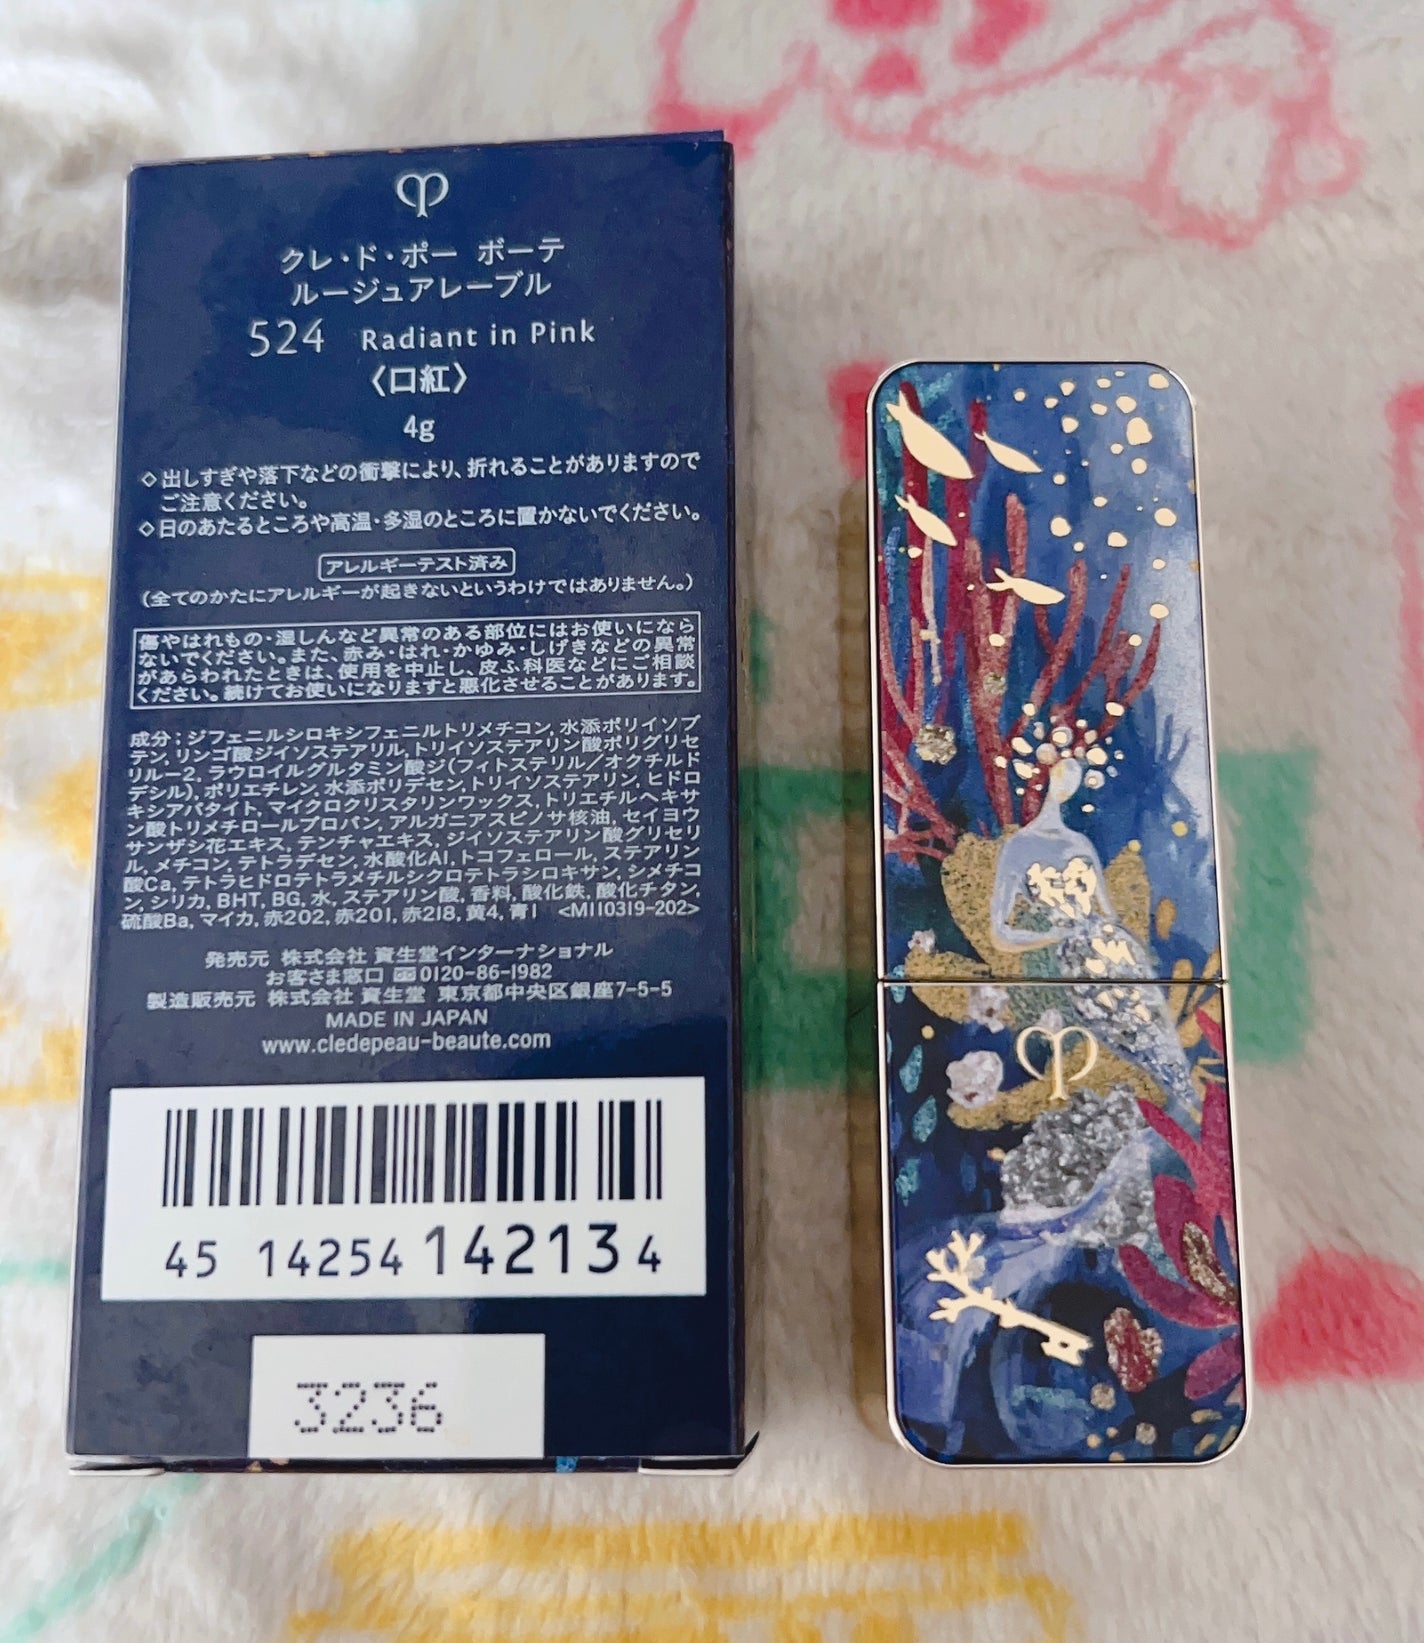 クレ・ド・ポー ボーテ
ルージュアレーブル
524 Radiant in Pink
〈口紅〉
4g
◇出しすぎや落下などの衝撃により、折れることがありますので
ご注意ください。
◇日のあたるところや高温・多湿のところに置かないでください。
アレルギーテスト済み
(全てのかたにアレルギーが起きないというわけではありません。)
傷やはれもの・湿しんなど異常のある部位にはお使いになら
ないでください。また、赤み・はれ・かゆみ・しげきなどの異常
があらわれたときは、使用を中止し、皮ふ科医などにご相談
ください。続けてお使いになりますと悪化させることがあります。
成分:ジフェニルシロキシフェニルトリメチコン, 水添ポリイソブ
テン, リンゴ酸ジイソステアリル, トリイソステアリン酸ポリグリセ
リル-2, ラウロイルグルタミン酸ジ(フィトステリル/オクチルド
デシル), ポリエチレン, 水添ポリデセン, トリイソステアリン, ヒドロ
キシアパタイト, マイクロクリスタリンワックス, トリエチルヘキサ
ン酸トリメチロールプロパン, アルガニアスピノサ核油, セイヨウ
サンザシ花エキス, テンチャエキス, ジイソステアリン酸グリセリ
ル, メチコン, テトラデセン, 水酸化Al, トコフェロール, ステアリン
酸Ca, テトラヒドロテトラメチルシクロテトラシロキサン, シメチコ
ン, シリカ, BHT, BG, 水, ステアリン酸, 香料, 酸化鉄, 酸化チタン,
硫酸Ba, マイカ, 赤202, 赤201, 赤218, 黄4, 青1 <M110319-202>
発売元 株式会社 資生堂インターナショナル
お客さま窓口 0120-86-1982
製造販売元 株式会社 資生堂 東京都中央区銀座7-5-5
MADE IN JAPAN
www.cledepeau-beaute.com
45 14254 14213 4
3236